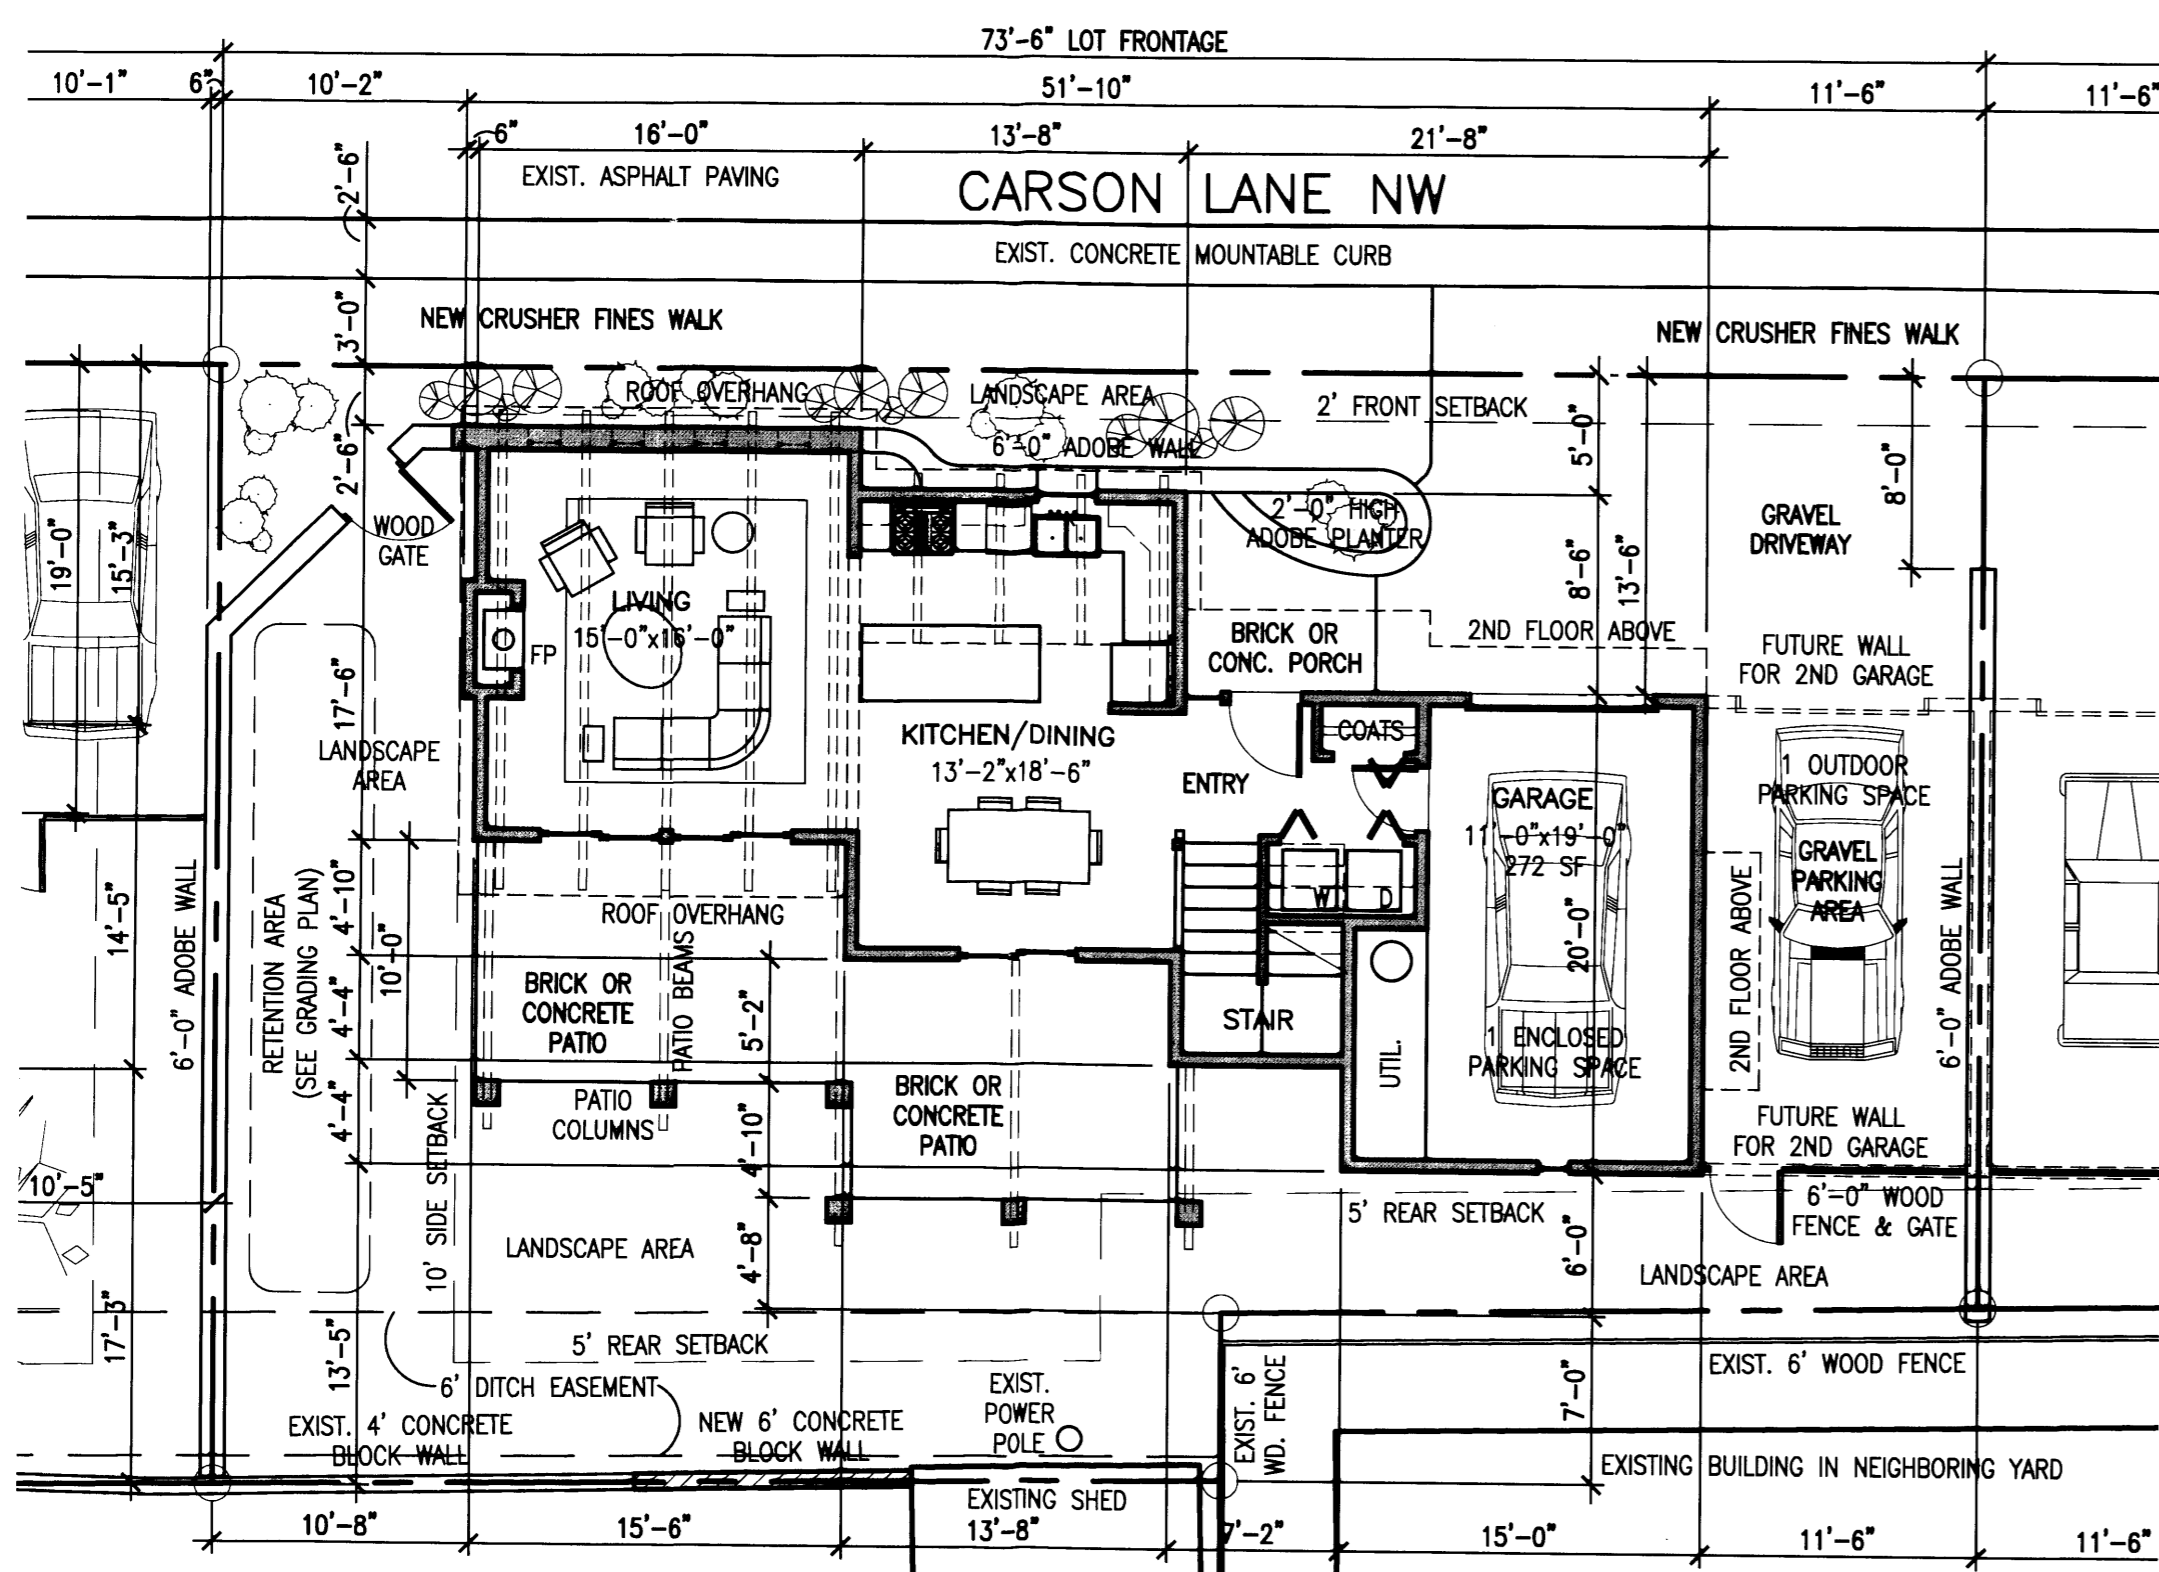 73'-6" LOT FRONTAGE
10'-1" 6" 10'-2" 51'-10" 11'-6" 11'-6"
6" 16'-0" 13'-8" 21'-8"
2'-6"
EXIST. ASPHALT PAVING
CARSON LANE NW
EXIST. CONCRETE MOUNTABLE CURB
3'-0"
NEW CRUSHER FINES WALK
NEW CRUSHER FINES WALK
ROOF OVERHANG
LANDSCAPE AREA
2' FRONT SETBACK
2'-6"
6'-0" ADOBE WALL
5'-0"
8'-0"
WOOD
GATE
2'-0" HIGH
ADOBE PLANTER
GRAVEL
DRIVEWAY
19'-0"
15'-3"
8'-6"
13'-6"
LIVING
15'-0"x16'-0"
FP
BRICK OR
CONC. PORCH
2ND FLOOR ABOVE
FUTURE WALL
FOR 2ND GARAGE
17'-6"
LANDSCAPE
AREA
KITCHEN/DINING
13'-2"x18'-6"
ENTRY
COATS
GARAGE
11'-0"x19'-0"
272 SF
1 OUTDOOR
PARKING SPACE
GRAVEL
PARKING
AREA
14'-5"
6'-0" ADOBE WALL
RETENTION AREA
(SEE GRADING PLAN)
4'-10"
10'-0"
ROOF OVERHANG
W D
20'-0"
2ND FLOOR ABOVE
6'-0" ADOBE WALL
4'-4"
BRICK OR
CONCRETE
PATIO
PATIO BEAMS
5'-2"
STAIR
UTIL.
1 ENCLOSED
PARKING SPACE
4'-4"
PATIO
COLUMNS
4'-10"
BRICK OR
CONCRETE
PATIO
FUTURE WALL
FOR 2ND GARAGE
10'-5"
10' SIDE SETBACK
LANDSCAPE AREA
4'-8"
5' REAR SETBACK
6'-0"
6'-0" WOOD
FENCE & GATE
LANDSCAPE AREA
17'-3"
13'-5"
5' REAR SETBACK
6' DITCH EASEMENT
EXIST. 4' CONCRETE
BLOCK WALL
NEW 6' CONCRETE
BLOCK WALL
EXIST.
POWER
POLE
EXIST. 6'
WD. FENCE
7'-0"
EXIST. 6' WOOD FENCE
EXISTING BUILDING IN NEIGHBORING YARD
EXISTING SHED
10'-8" 15'-6" 13'-8" 7'-2" 15'-0" 11'-6" 11'-6"